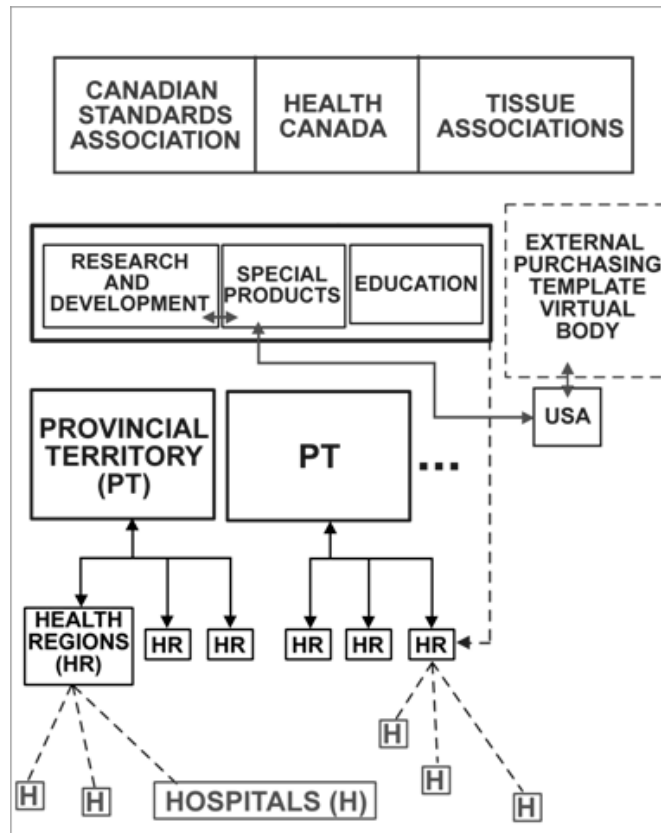 CANADIAN
STANDARDS
ASSOCIATION
HEALTH
CANADA
TISSUE
ASSOCIATIONS
RESEARCH
AND
DEVELOPMENT
SPECIAL
PRODUCTS
EDUCATION
EXTERNAL
PURCHASING
TEMPLATE
VIRTUAL
BODY
USA
PROVINCIAL
TERRITORY
(PT)
PT
...
HEALTH
REGIONS
(HR)
HR
HR
HR
HR
HR
H
H
HOSPITALS (H)
H
H
H